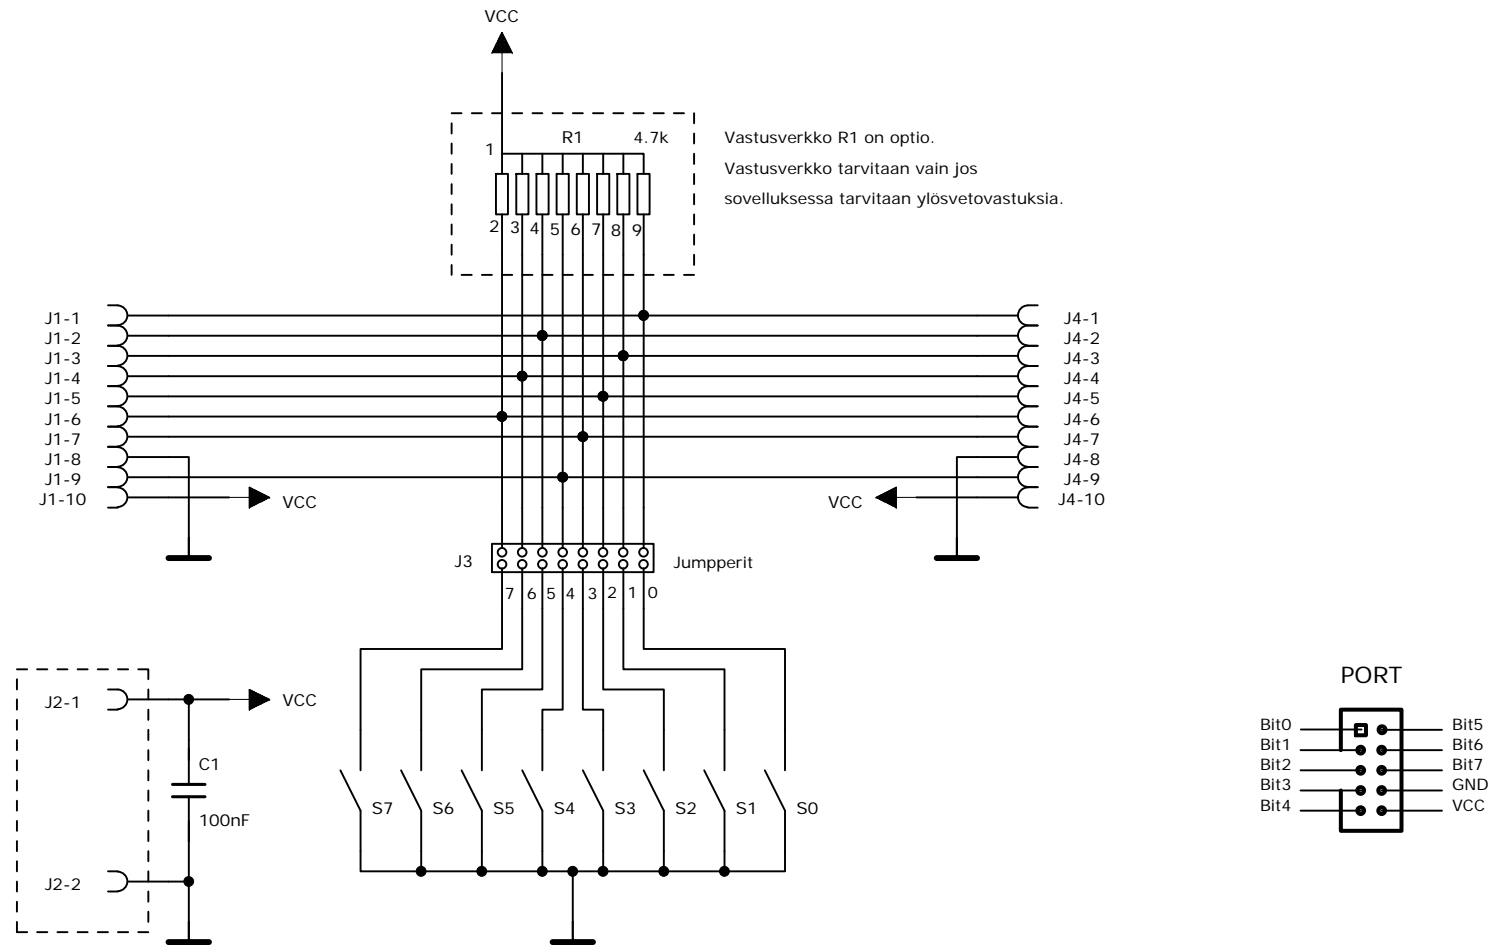 VCC
R1 4.7k
1
2 3 4 5 6 7 8 9
Vastusverkko R1 on optio.
Vastusverkko tarvitaan vain jos
sovelluksessa tarvitaan ylösvetovastuksia.
J1-1
J1-2
J1-3
J1-4
J1-5
J1-6
J1-7
J1-8
J1-9
J1-10
VCC
J4-1
J4-2
J4-3
J4-4
J4-5
J4-6
J4-7
J4-8
J4-9
J4-10
VCC
J3
Jumpperit
7 6 5 4 3 2 1 0
J2-1
VCC
C1
100nF
J2-2
S7 S6 S5 S4 S3 S2 S1 S0
PORT
Bit0 Bit5
Bit1 Bit6
Bit2 Bit7
Bit3 GND
Bit4 VCC